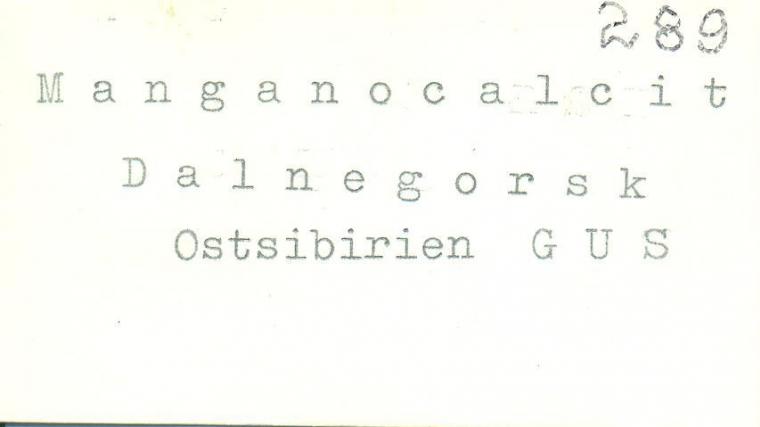 289
Manganocalcit
Dalnegorsk
Ostsibirien GUS